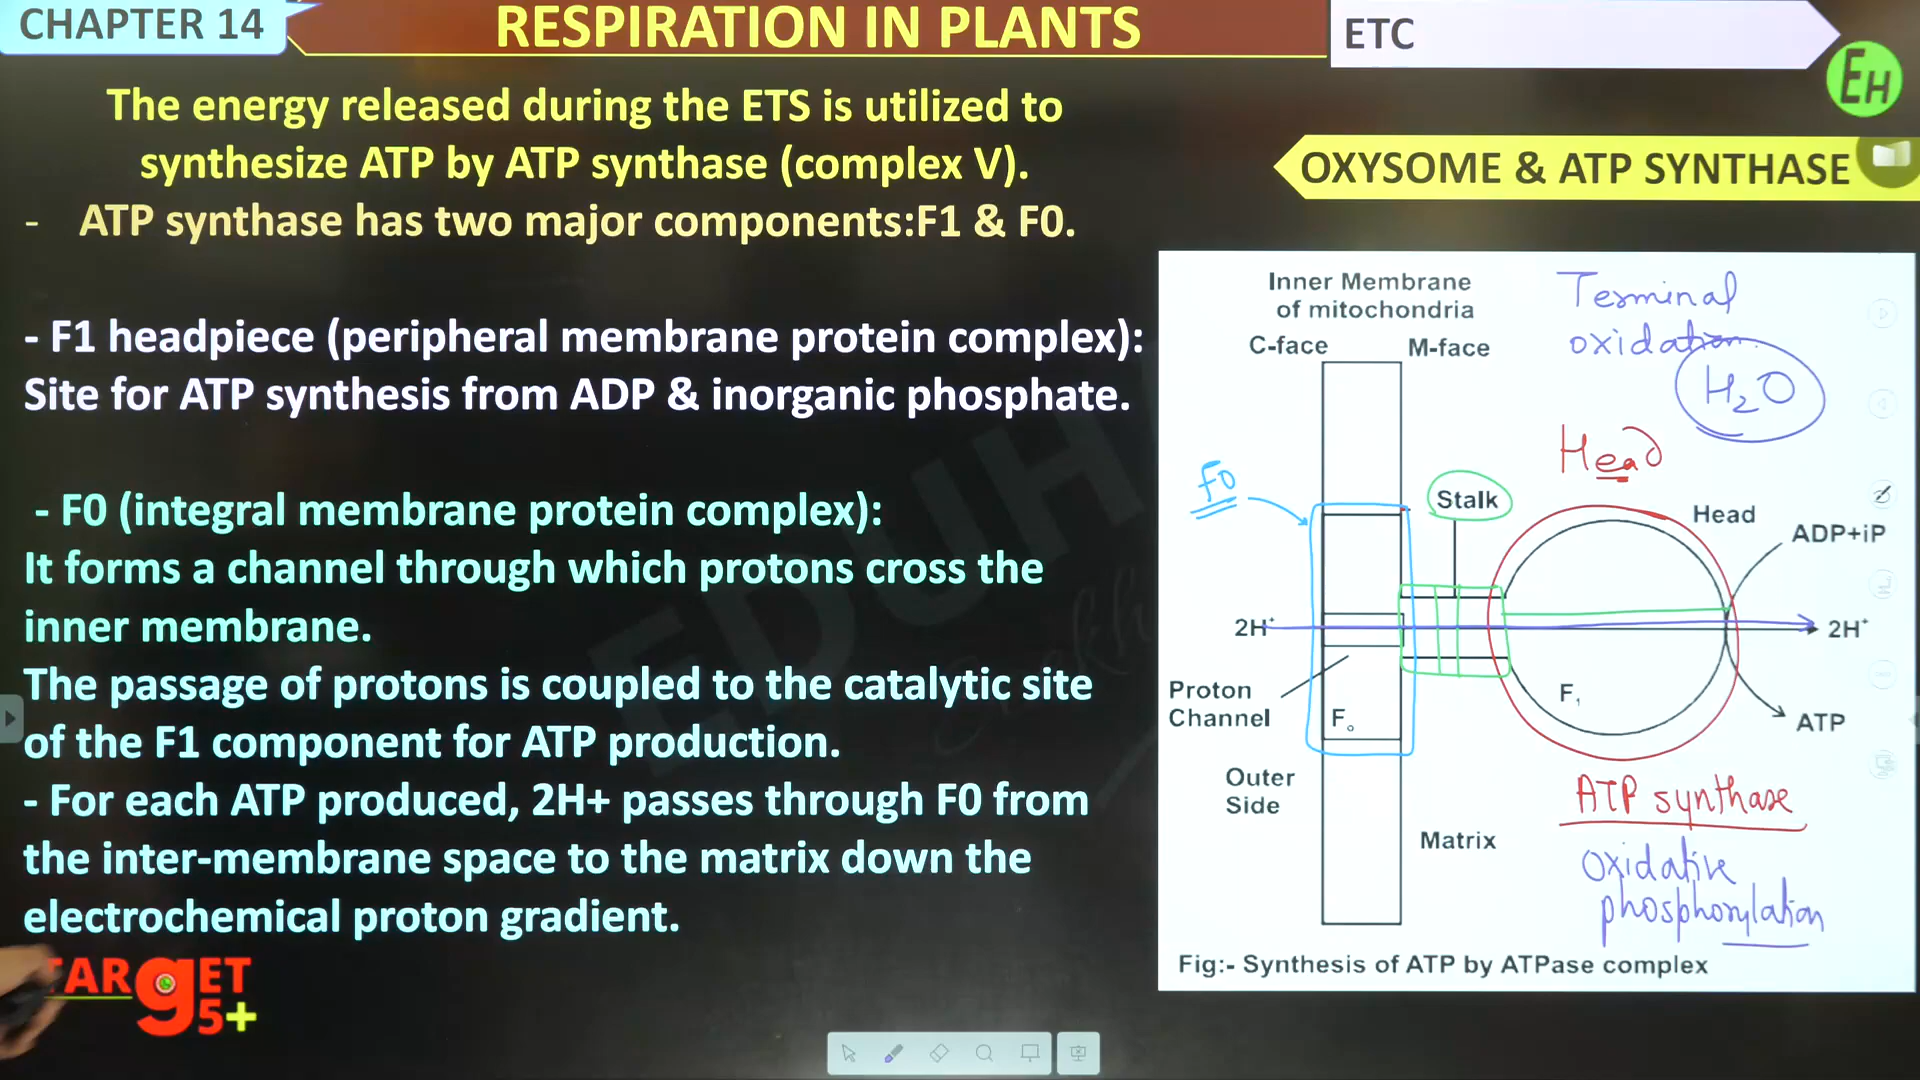 CHAPTER 14
RESPIRATION IN PLANTS
ETC
EH
The energy released during the ETS is utilized to
synthesize ATP by ATP synthase (complex V).
- ATP synthase has two major components:F1 & F0.
OXYSOME & ATP SYNTHASE
- F1 headpiece (peripheral membrane protein complex):
Site for ATP synthesis from ADP & inorganic phosphate.
- F0 (integral membrane protein complex):
It forms a channel through which protons cross the
inner membrane.
The passage of protons is coupled to the catalytic site
of the F1 component for ATP production.
- For each ATP produced, 2H+ passes through F0 from
the inter-membrane space to the matrix down the
electrochemical proton gradient.
TARgET
5+
Inner Membrane
of mitochondria
C-face
M-face
Terminal
oxidation
H2O
Head
F0
Stalk
Head
ADP+iP
2H+
2H+
Proton
Channel
Fo
F1
ATP
Outer
Side
ATP synthase
Matrix
Oxidative
phosphorylation
Fig:- Synthesis of ATP by ATPase complex